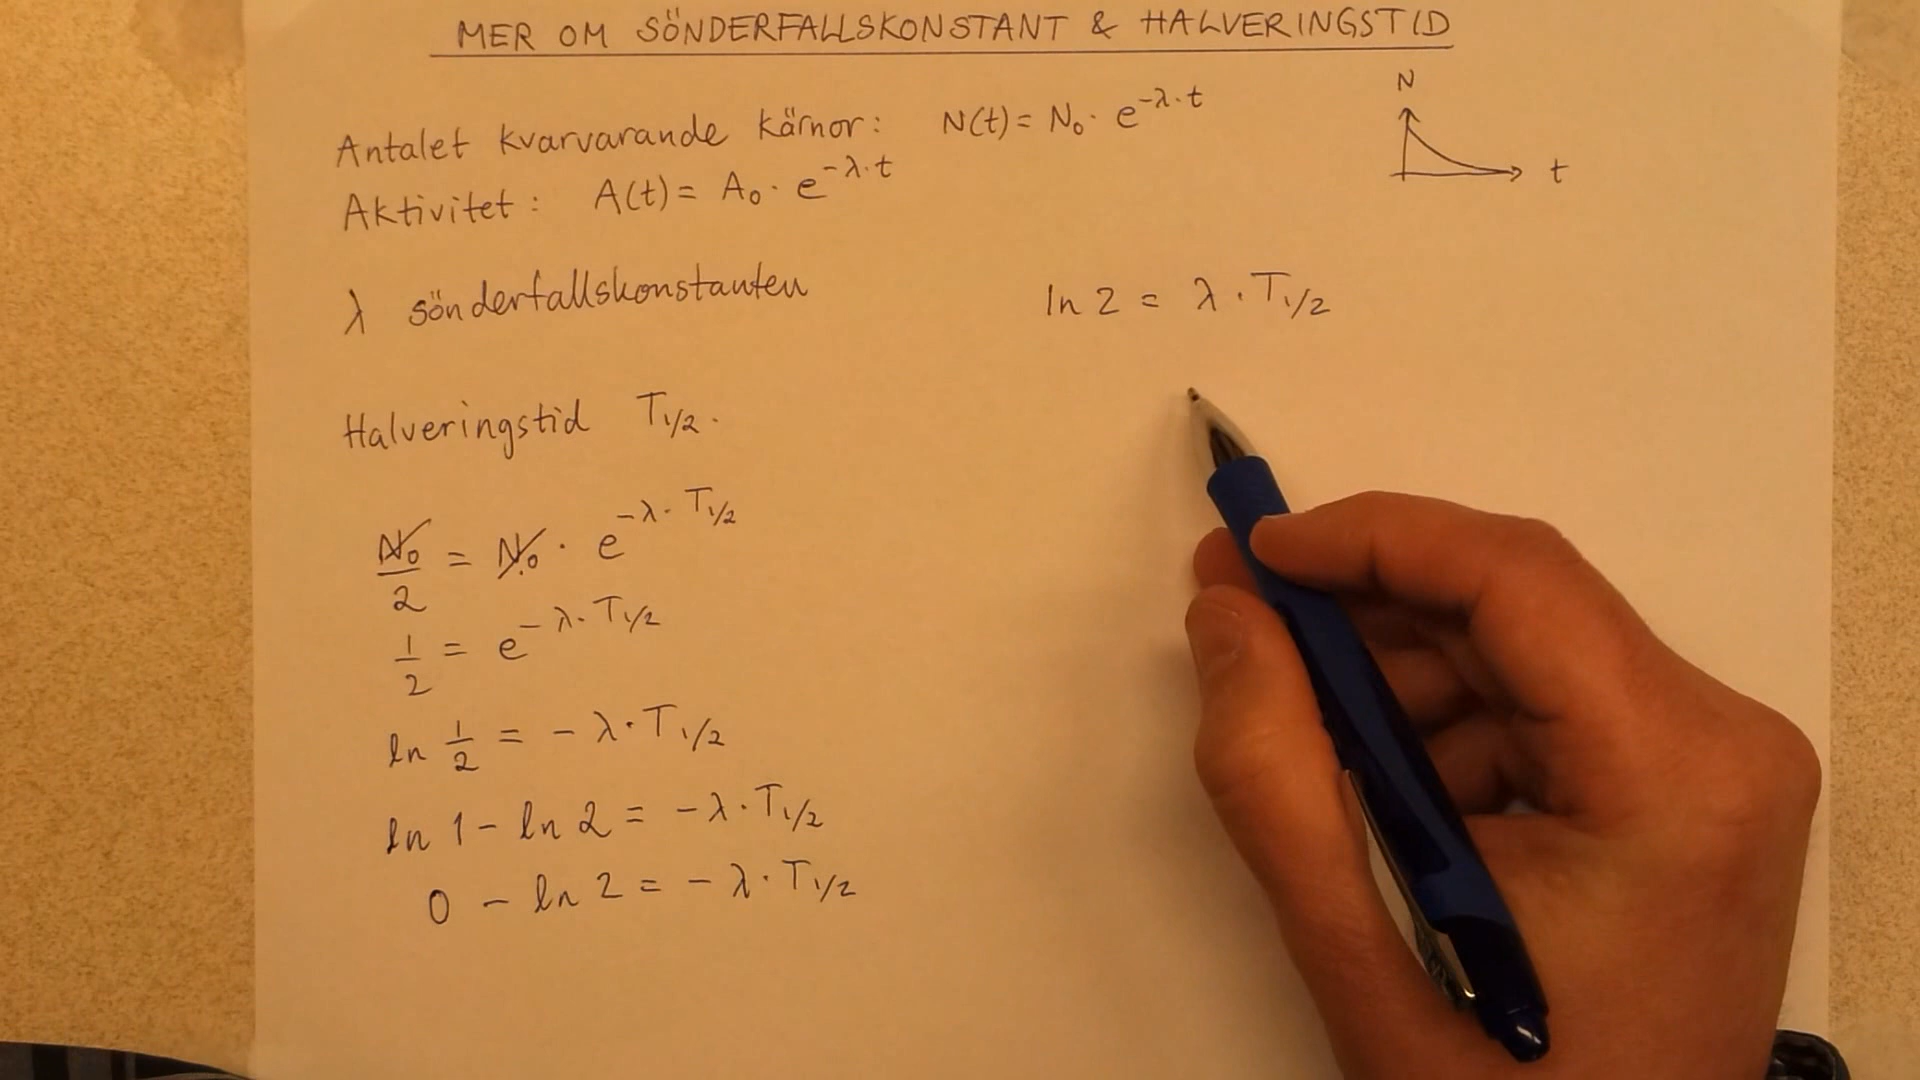 MER OM SÖNDERFALLSKONSTANT & HALVERINGSTID
Antalet kvarvarande kärnor: N(t) = N₀ · e^(-λ·t)
Aktivitet: A(t) = A₀ · e^(-λ·t)
N
t
λ sönderfallskonstanten
Halveringstid T₁/₂.
N₀/2 = N₀ · e^(-λ·T₁/₂)
1/2 = e^(-λ·T₁/₂)
ln 1/2 = -λ·T₁/₂
ln 1 - ln 2 = -λ·T₁/₂
0 - ln 2 = -λ·T₁/₂
ln 2 = λ·T₁/₂